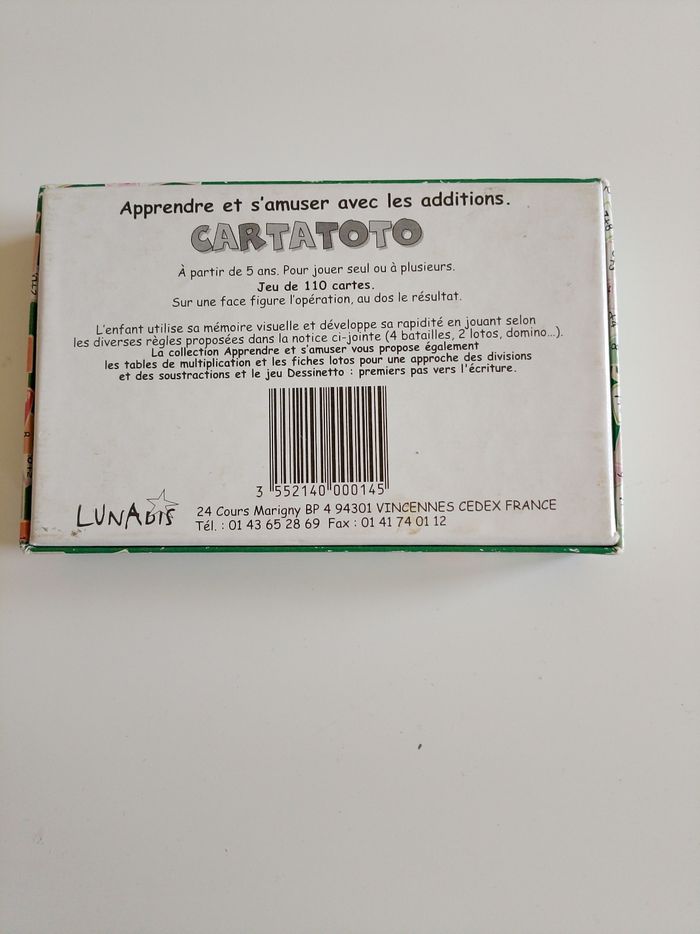 Apprendre et s'amuser avec les additions.
CARTATOTO
À partir de 5 ans. Pour jouer seul ou à plusieurs.
Jeu de 110 cartes.
Sur une face figure l'opération, au dos le résultat.
L'enfant utilise sa mémoire visuelle et développe sa rapidité en jouant selon
les diverses règles proposées dans la notice ci-jointe (4 batailles, 2 lotos, domino...).
La collection Apprendre et s'amuser vous propose également
les tables de multiplication et les fiches lotos pour une approche des divisions
et des soustractions et le jeu Dessinetto : premiers pas vers l'écriture.
3 552140 000145
LUNADIS
24 Cours Marigny BP 4 94301 VINCENNES CEDEX FRANCE
Tél. : 01 43 65 28 69 Fax : 01 41 74 01 12